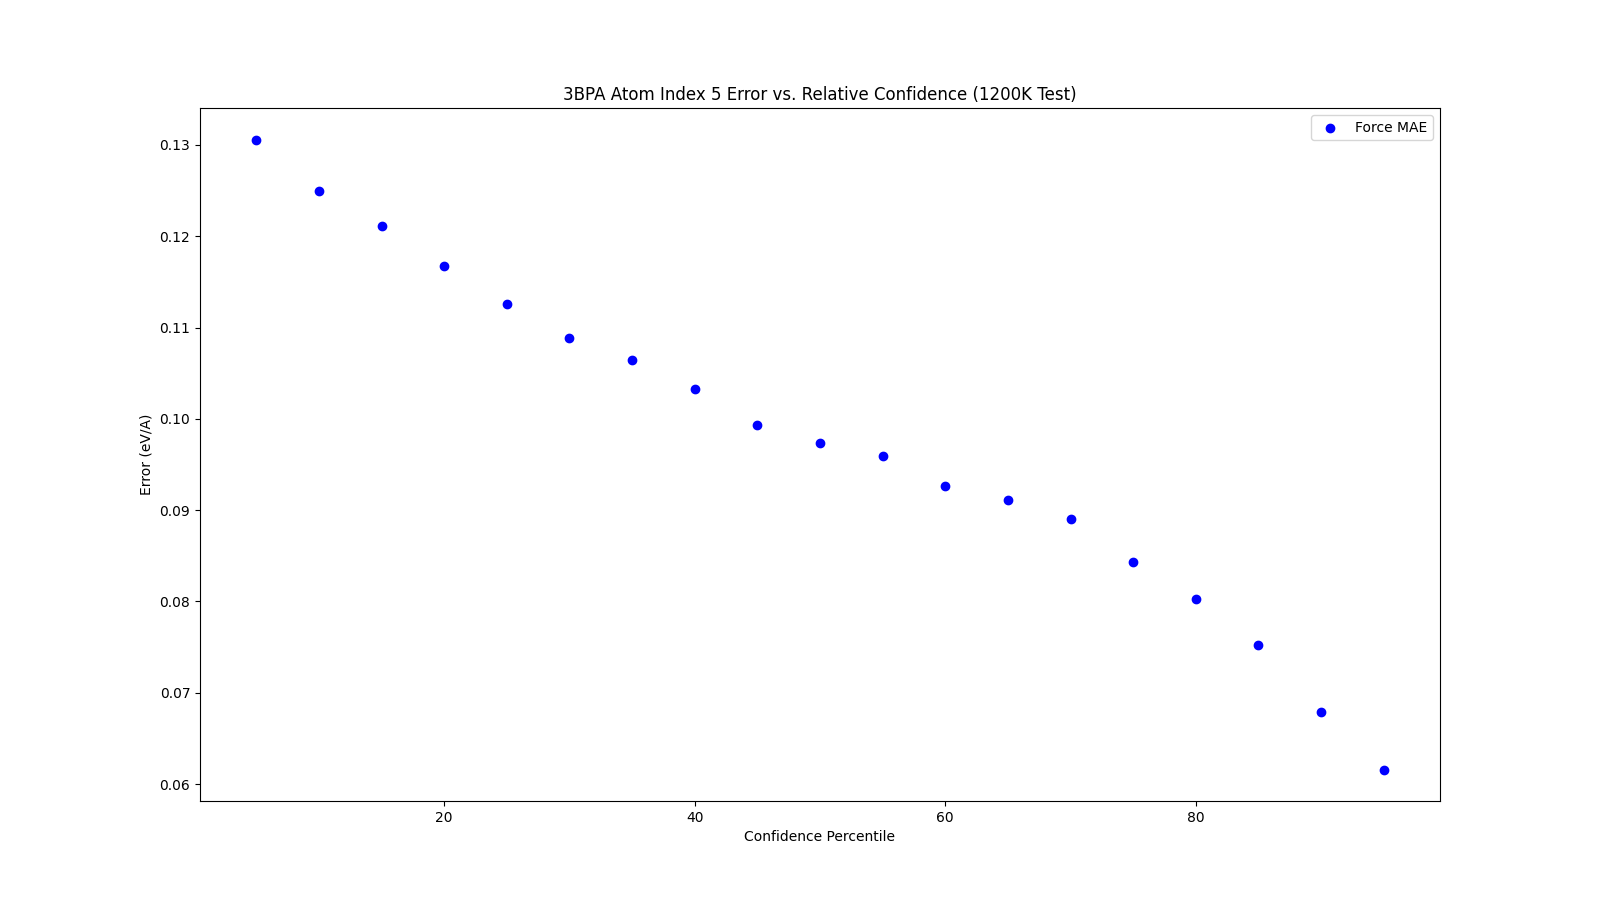 3BPA Atom Index 5 Error vs. Relative Confidence (1200K Test)
Force MAE
0.13
0.12
0.11
0.10
0.09
0.08
0.07
0.06
Error (eV/A)
20 40 60 80
Confidence Percentile